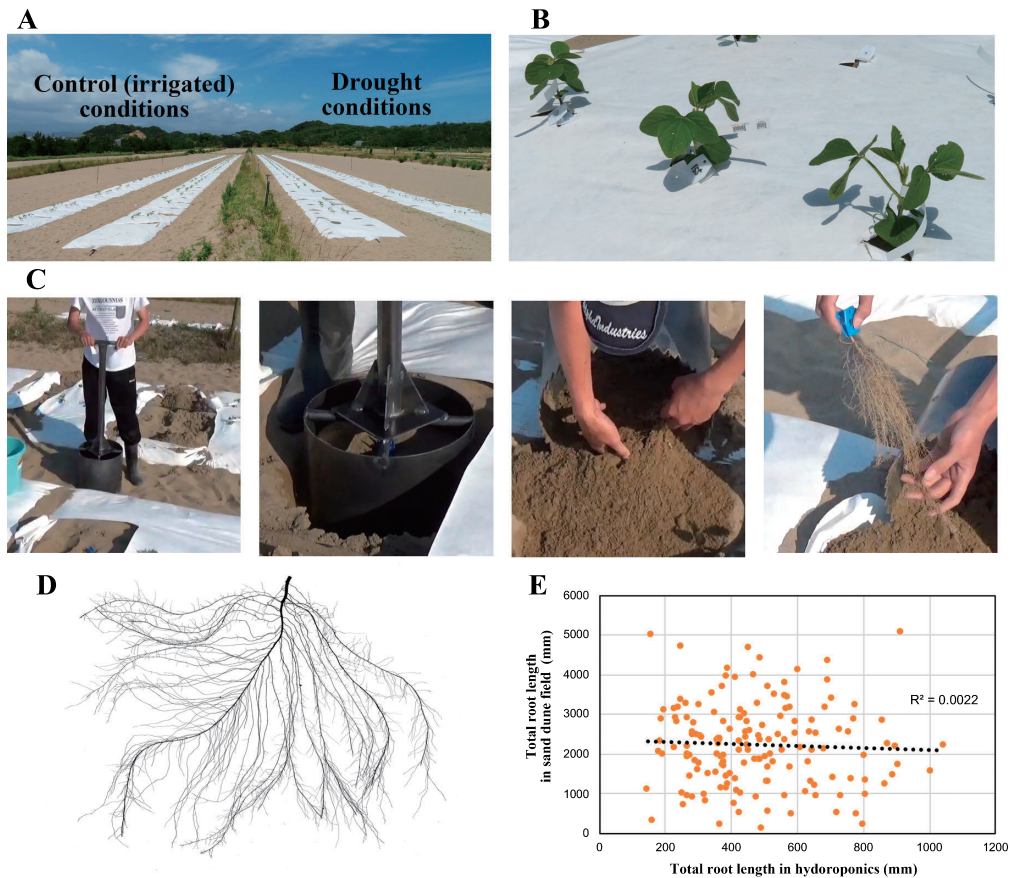 A
Control (irrigated)
conditions
Drought
conditions
B
C
Industries
D
E
Total root length
in sand dune field (mm)
6000
5000
4000
3000
2000
1000
0
R² = 0.0022
0
200
400
600
800
1000
1200
Total root length in hydoroponics (mm)